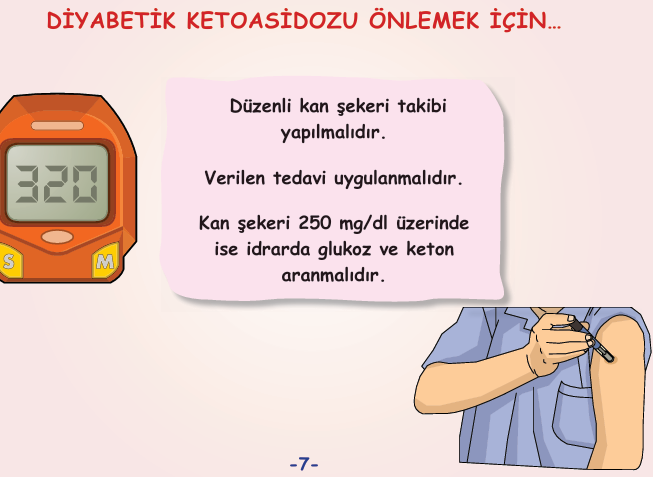 DİYABETİK KETOASİDOZU ÖNLEMEK İÇİN...
Düzenli kan şekeri takibi
yapılmalıdır.
Verilen tedavi uygulanmalıdır.
Kan şekeri 250 mg/dl üzerinde
ise idrarda glukoz ve keton
aranmalıdır.
320
S M
-7-